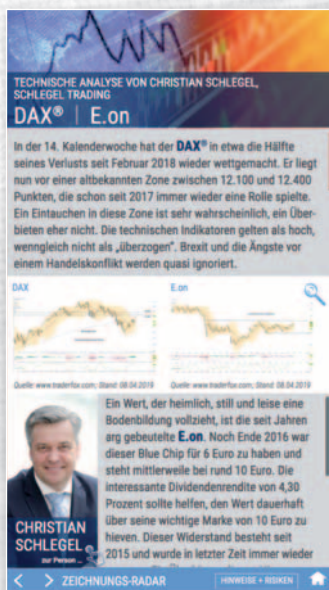 TECHNISCHE ANALYSE VON CHRISTIAN SCHLEGEL,
SCHLEGEL TRADING
DAX® | E.on
In der 14. Kalenderwoche hat der DAX® in etwa die Hälfte
seines Verlusts seit Februar 2018 wieder wettgemacht. Er liegt
nun vor einer altbekannten Zone zwischen 12.100 und 12.400
Punkten, die schon seit 2017 immer wieder eine Rolle spielte.
Ein Eintauchen in diese Zone ist sehr wahrscheinlich, ein Über-
bieten eher nicht. Die technischen Indikatoren gelten als hoch,
wenngleich nicht als „überzogen“. Brexit und die Ängste vor
einem Handelskonflikt werden quasi ignoriert.
DAX
E.on
Quelle: www.traderfox.com; Stand: 08.04.2019
Quelle: www.traderfox.com; Stand: 08.04.2019
Ein Wert, der heimlich, still und leise eine
Bodenbildung vollzieht, ist die seit Jahren
arg gebeutelte E.on. Noch Ende 2016 war
dieser Blue Chip für 6 Euro zu haben und
steht mittlerweile bei rund 10 Euro. Die
interessante Dividendenrendite von 4,30
Prozent sollte helfen, den Wert dauerhaft
über seine wichtige Marke von 10 Euro zu
hieven. Dieser Widerstand besteht seit
2015 und wurde in letzter Zeit immer wieder
CHRISTIAN
SCHLEGEL
zur Person ...
< > ZEICHNUNGS-RADAR
HINWEISE + RISIKEN